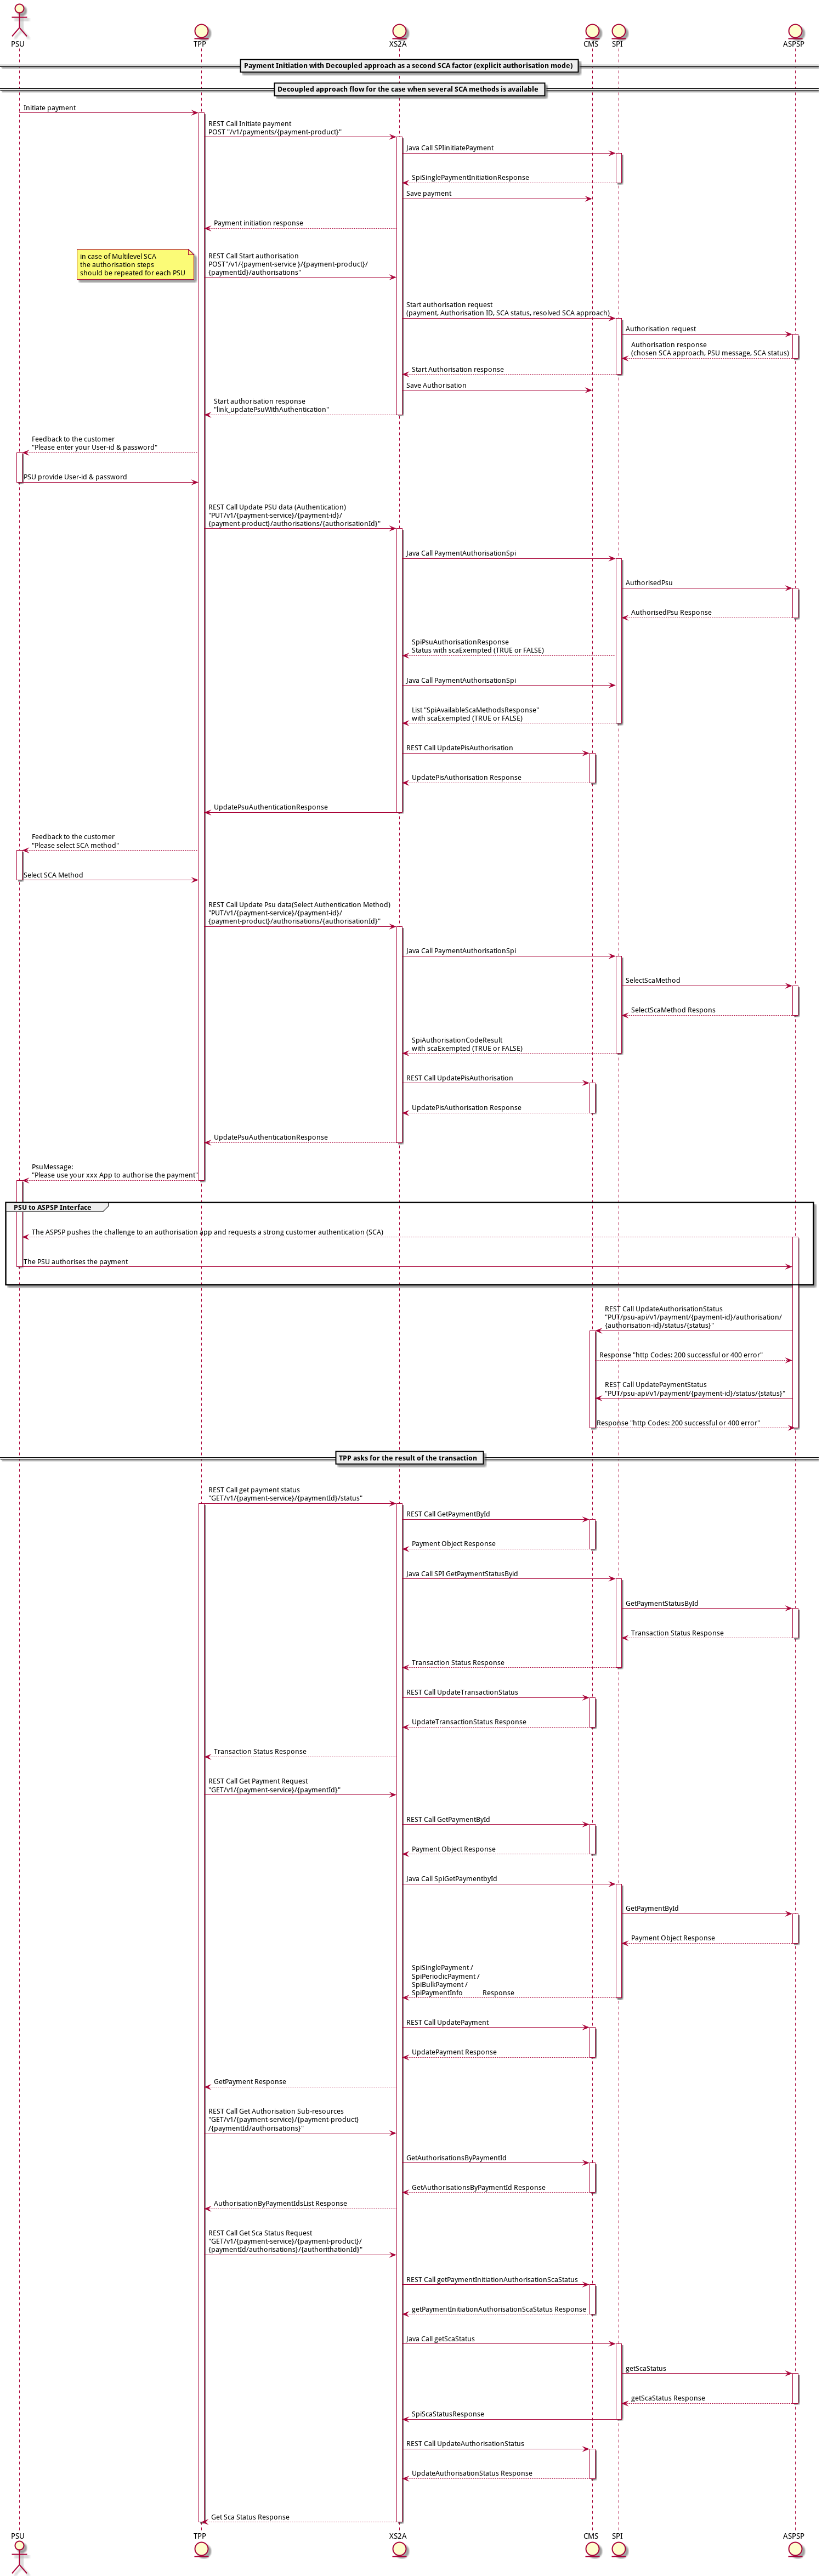 PSU
TPP
XS2A
CMS
SPI
ASPSP
Payment Initiation with Decoupled approach as a second SCA factor (explicit authorisation mode)
Decoupled approach flow for the case when several SCA methods is available
Initiate payment
REST Call Initiate payment
POST "/v1/payments/{payment-product}"
Java Call SPIinitiatePayment
SpiSinglePaymentInitiationResponse
Save payment
Payment initiation response
in case of Multilevel SCA
the authorisation steps
should be repeated for each PSU
REST Call Start authorisation
POST"/v1/{payment-service }/{payment-product}/
{paymentId}/authorisations"
Start authorisation request
(payment, Authorisation ID, SCA status, resolved SCA approach)
Authorisation request
Authorisation response
(chosen SCA approach, PSU message, SCA status)
Start Authorisation response
Save Authorisation
Start authorisation response
"link_updatePsuWithAuthentication"
Feedback to the customer
"Please enter your User-id & password"
PSU provide User-id & password
REST Call Update PSU data (Authentication)
"PUT/v1/{payment-service}/{payment-id}/
{payment-product}/authorisations/{authorisationId}"
Java Call PaymentAuthorisationSpi
AuthorisedPsu
AuthorisedPsu Response
SpiPsuAuthorisationResponse
Status with scaExempted (TRUE or FALSE)
Java Call PaymentAuthorisationSpi
List "SpiAvailableScaMethodsResponse"
with scaExempted (TRUE or FALSE)
REST Call UpdatePisAuthorisation
UpdatePisAuthorisation Response
UpdatePsuAuthenticationResponse
Feedback to the customer
"Please select SCA method"
Select SCA Method
REST Call Update Psu data(Select Authentication Method)
"PUT/v1/{payment-service}/{payment-id}/
{payment-product}/authorisations/{authorisationId}"
Java Call PaymentAuthorisationSpi
SelectScaMethod
SelectScaMethod Respons
SpiAuthorisationCodeResult
with scaExempted (TRUE or FALSE)
REST Call UpdatePisAuthorisation
UpdatePisAuthorisation Response
UpdatePsuAuthenticationResponse
PsuMessage:
"Please use your xxx App to authorise the payment"
PSU to ASPSP Interface
The ASPSP pushes the challenge to an authorisation app and requests a strong customer authentication (SCA)
The PSU authorises the payment
REST Call UpdateAuthorisationStatus
"PUT/psu-api/v1/payment/{payment-id}/authorisation/
{authorisation-id}/status/{status}"
Response "http Codes: 200 successful or 400 error"
REST Call UpdatePaymentStatus
"PUT/psu-api/v1/payment/{payment-id}/status/{status}"
Response "http Codes: 200 successful or 400 error"
TPP asks for the result of the transaction
REST Call get payment status
"GET/v1/{payment-service}/{paymentId}/status"
REST Call GetPaymentById
Payment Object Response
Java Call SPI GetPaymentStatusByid
GetPaymentStatusById
Transaction Status Response
Transaction Status Response
REST Call UpdateTransactionStatus
UpdateTransactionStatus Response
Transaction Status Response
REST Call Get Payment Request
"GET/v1/{payment-service}/{paymentId}"
REST Call GetPaymentById
Payment Object Response
Java Call SpiGetPaymentbyId
GetPaymentById
Payment Object Response
SpiSinglePayment /
SpiPeriodicPayment /
SpiBulkPayment /
SpiPaymentInfo Response
REST Call UpdatePayment
UpdatePayment Response
GetPayment Response
REST Call Get Authorisation Sub-resources
"GET/v1/{payment-service}/{payment-product}
/{paymentId/authorisations}"
GetAuthorisationsByPaymentId
GetAuthorisationsByPaymentId Response
AuthorisationByPaymentIdsList Response
REST Call Get Sca Status Request
"GET/v1/{payment-service}/{payment-product}/
{paymentId/authorisations}/{authorithationId}"
REST Call getPaymentInitiationAuthorisationScaStatus
getPaymentInitiationAuthorisationScaStatus Response
Java Call getScaStatus
getScaStatus
getScaStatus Response
SpiScaStatusResponse
REST Call UpdateAuthorisationStatus
UpdateAuthorisationStatus Response
Get Sca Status Response
PSU
TPP
XS2A
CMS
SPI
ASPSP